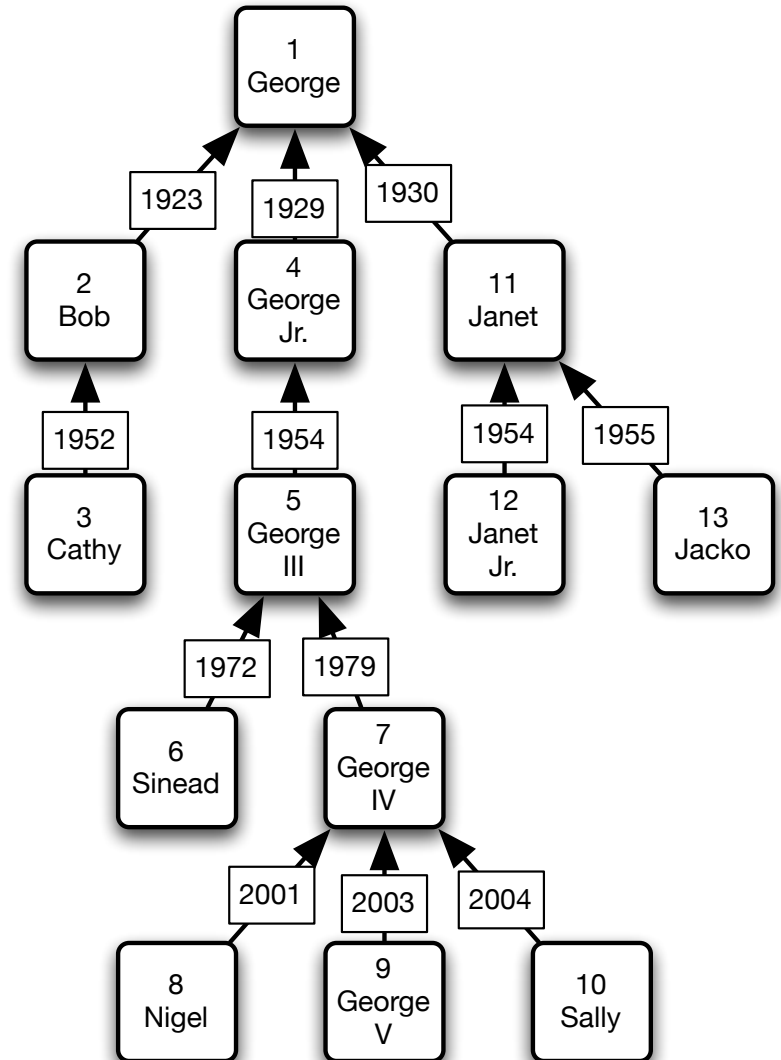 1
George
1923
1929
1930
2
Bob
4
George
Jr.
11
Janet
1952
1954
1954
1955
3
Cathy
5
George
III
12
Janet
Jr.
13
Jacko
1972
1979
6
Sinead
7
George
IV
2001
2003
2004
8
Nigel
9
George
V
10
Sally